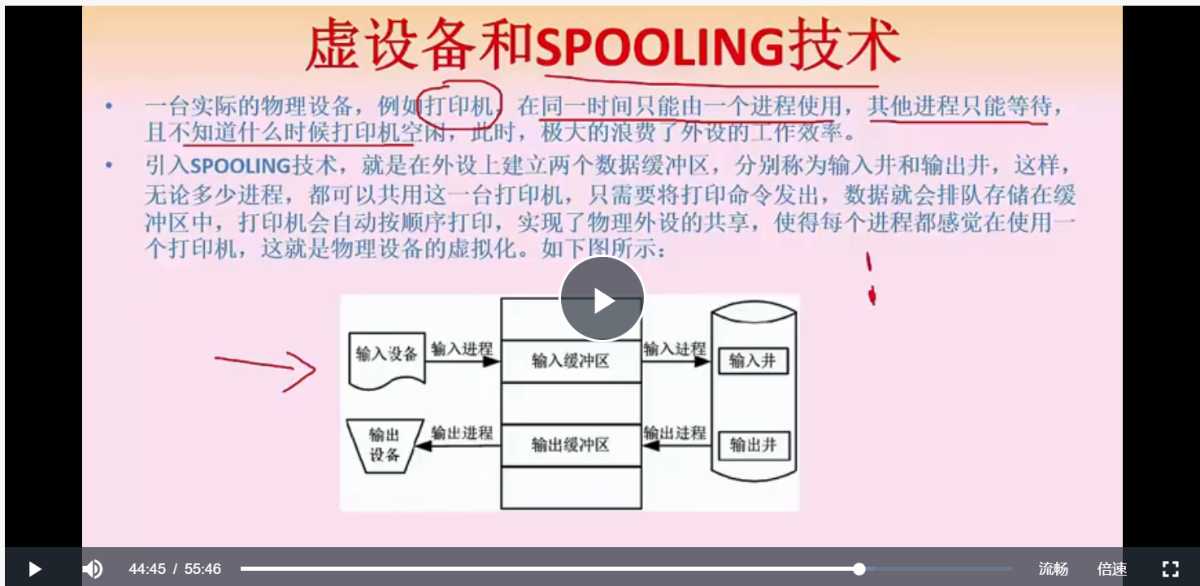 虚设备和SPOOLING技术
• 一台实际的物理设备，例如打印机，在同一时间只能由一个进程使用，其他进程只能等待，
且不知道什么时候打印机空闲，此时，极大的浪费了外设的工作效率。
• 引入SPOOLING技术，就是在外设上建立两个数据缓冲区，分别称为输入井和输出井，这样，
无论多少进程，都可以共用这一台打印机，只需要将打印命令发出，数据就会排队存储在缓
冲区中，打印机会自动按顺序打印，实现了物理外设的共享，使得每个进程都感觉在使用一
个打印机，这就是物理设备的虚拟化。如下图所示：
输入设备
输入进程
输入缓冲区
输入进程
输入井
输出
设备
输出进程
输出缓冲区
输出进程
输出井
44:45 / 55:46
流畅
倍速